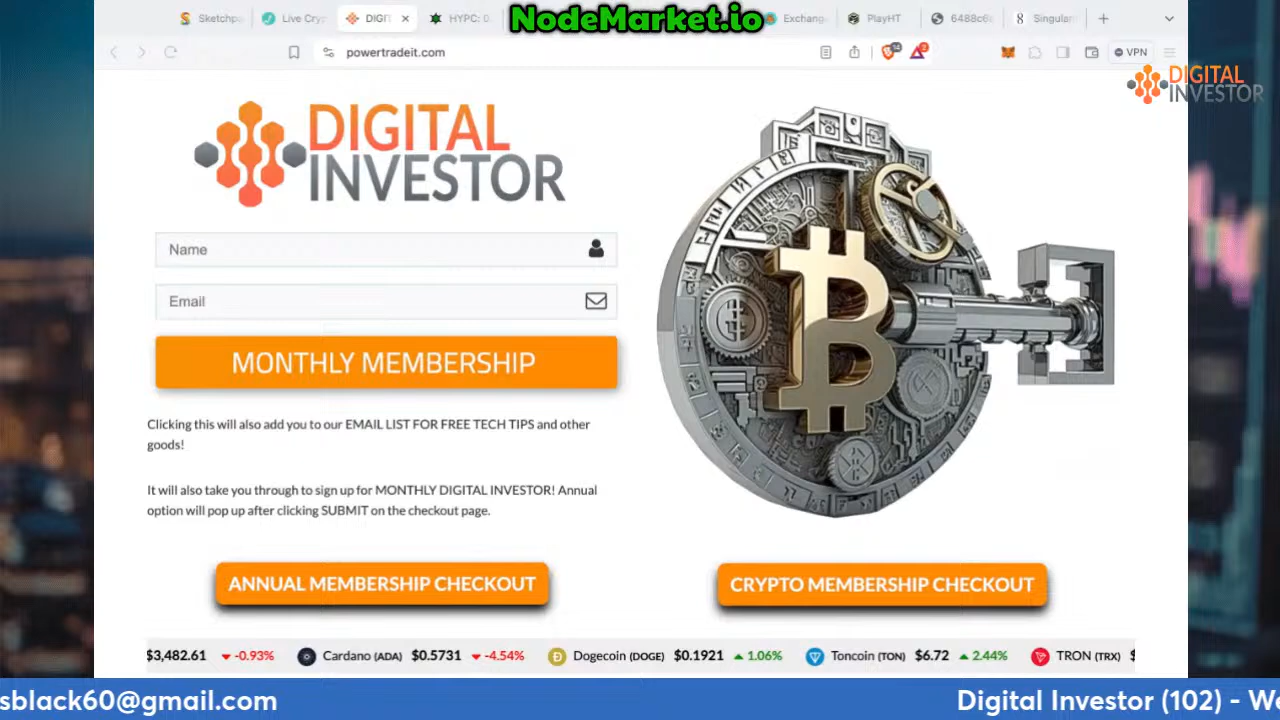 NodeMarket.io
Sketchp
Live Cry
DIGI
HYPC: 0.
Exchang
PlayHT
6488c6
Singular
powertradeit.com
14
2
VPN
DIGITAL
INVESTOR
DIGITAL
INVESTOR
Name
Email
MONTHLY MEMBERSHIP
Clicking this will also add you to our EMAIL LIST FOR FREE TECH TIPS and other
goods!
It will also take you through to sign up for MONTHLY DIGITAL INVESTOR! Annual
option will pop up after clicking SUBMIT on the checkout page.
ANNUAL MEMBERSHIP CHECKOUT
CRYPTO MEMBERSHIP CHECKOUT
$3,482.61 -0.93% Cardano (ADA) $0.5731 -4.54% Dogecoin (DOGE) $0.1921 1.06% Toncoin (TON) $6.72 2.44% TRON (TRX) $
sblack60@gmail.com
Digital Investor (102) - W